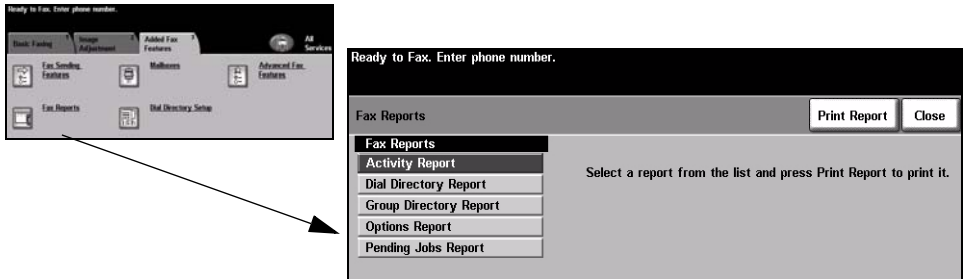 Ready to Fax. Enter phone number.
Basic Faxing
Image Adjustment
Added Fax Features
All Services
Fax Sending Features
Mailboxes
Advanced Fax Features
Fax Reports
Dial Directory Setup
Ready to Fax. Enter phone number.
Fax Reports
Print Report
Close
Fax Reports
Activity Report
Select a report from the list and press Print Report to print it.
Dial Directory Report
Group Directory Report
Options Report
Pending Jobs Report